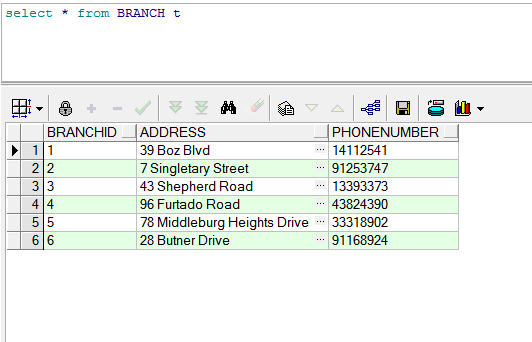 select * from BRANCH t
BRANCHID ADDRESS PHONENUMBER
1 1 39 Boz Blvd ... 14112541
2 2 7 Singletary Street ... 91253747
3 3 43 Shepherd Road ... 13393373
4 4 96 Furtado Road ... 43824390
5 5 78 Middleburg Heights Drive ... 33318902
6 6 28 Butner Drive ... 91168924